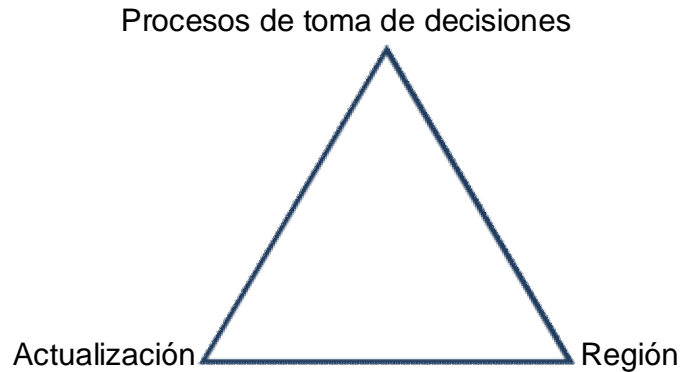 Procesos de toma de decisiones
Actualización
Región